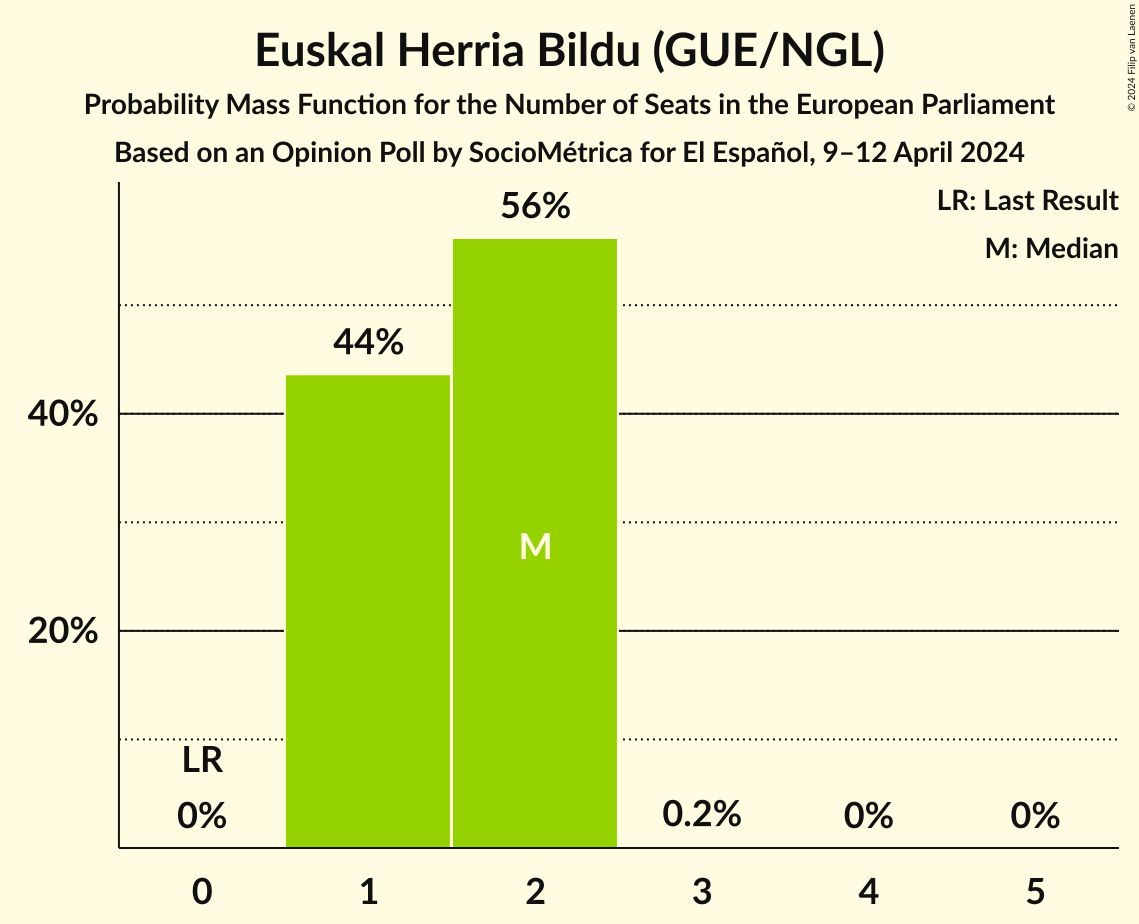 Euskal Herria Bildu (GUE/NGL)
Probability Mass Function for the Number of Seats in the European Parliament
Based on an Opinion Poll by SocioMétrica for El Español, 9–12 April 2024
© 2024 Filip van Laenen
LR: Last Result
M: Median
56%
44%
40%
M
20%
LR
0%
0.2%
0%
0%
0
1
2
3
4
5